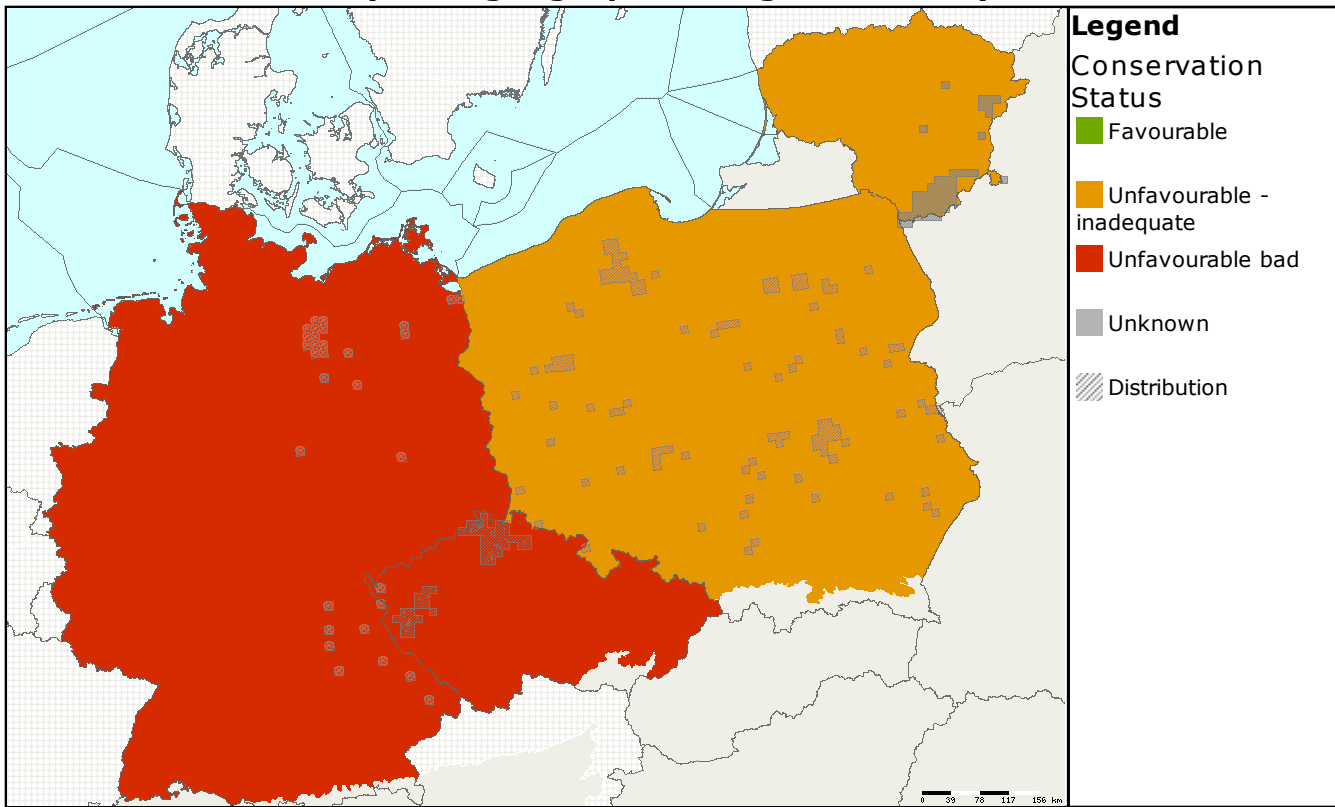 Legend
Conservation
Status
Favourable
Unfavourable -
inadequate
Unfavourable bad
Unknown
Distribution
0 39 78 117 156 km